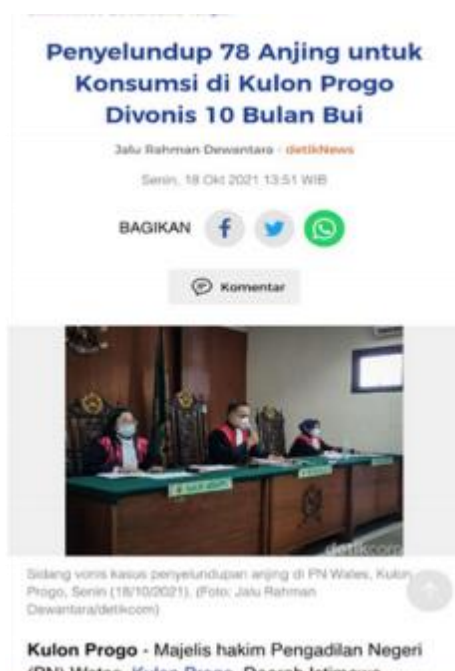 Penyelundup 78 Anjing untuk
Konsumsi di Kulon Progo
Divonis 10 Bulan Bui
Jalu Rahman Dewantara - detikNews
Senin, 18 Okt 2021 13:51 WIB
BAGIKAN
Komentar
detikcom
Sidang vonis kasus penyelundupan anjing di PN Wates, Kulon
Progo, Senin (18/10/2021). (Foto: Jalu Rahman
Dewantara/detikcom)
Kulon Progo - Majelis hakim Pengadilan Negeri
(PN) Wates, Kulon Progo, Daerah Istimewa